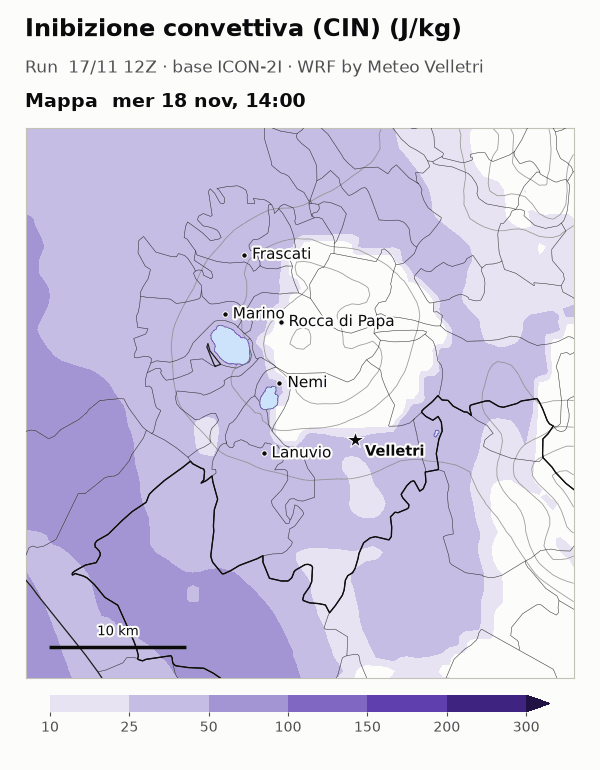 Inibizione convettiva (CIN) (J/kg)
Run 17/11 12Z · base ICON-2I · WRF by Meteo Velletri
Mappa mer 18 nov, 14:00
Frascati
Marino
Rocca di Papa
Nemi
Lanuvio
Velletri
10 km
10 25 50 100 150 200 300